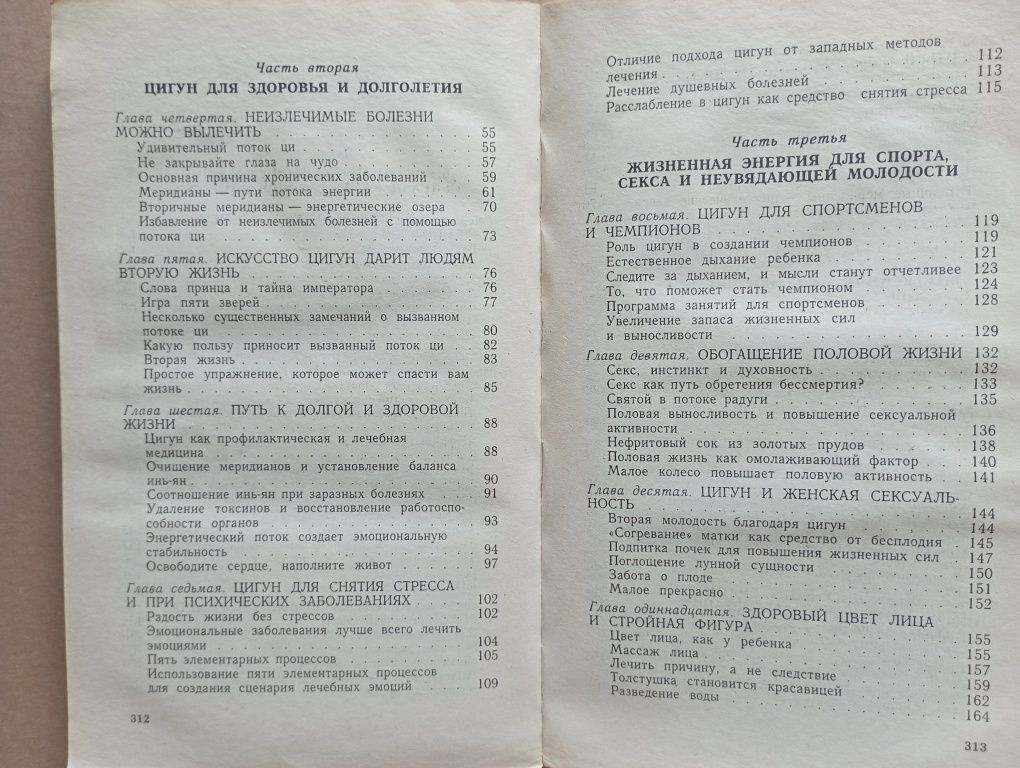 Часть вторая
ЦИГУН ДЛЯ ЗДОРОВЬЯ И ДОЛГОЛЕТИЯ
Глава четвертая. НЕИЗЛЕЧИМЫЕ БОЛЕЗНИ
МОЖНО ВЫЛЕЧИТЬ . . . . . . . . 55
Удивительный поток ци . . . . . . . . 55
Не закрывайте глаза на чудо . . . . . . . 57
Основная причина хронических заболеваний . . . 59
Меридианы — пути потока энергии . . . . . 61
Вторичные меридианы — энергетические озера . . 70
Избавление от неизлечимых болезней с помощью
потока ци . . . . . . . . 73
Глава пятая. ИСКУССТВО ЦИГУН ДАРИТ ЛЮДЯМ
ВТОРУЮ ЖИЗНЬ . . . . . . . . 76
Слова принца и тайна императора . . . . . 76
Игра пяти зверей . . . . . . . . 77
Несколько существенных замечаний о вызванном
потоке ци . . . . . . . . 80
Какую пользу приносит вызванный поток ци . . 82
Вторая жизнь . . . . . . . . 83
Простое упражнение, которое может спасти вам
жизнь . . . . . . . . 85
Глава шестая. ПУТЬ К ДОЛГОЙ И ЗДОРОВОЙ
ЖИЗНИ . . . . . . . . 88
Цигун как профилактическая и лечебная
медицина . . . . . . . . 88
Очищение меридианов и установление баланса
инь-ян . . . . . . . . 90
Соотношение инь-ян при заразных болезнях . . . 91
Удаление токсинов и восстановление работоспо-
собности органов . . . . . . . . 93
Энергетический поток создает эмоциональную
стабильность . . . . . . . . 94
Освободите сердце, наполните живот . . . . 97
Глава седьмая. ЦИГУН ДЛЯ СНЯТИЯ СТРЕССА
И ПРИ ПСИХИЧЕСКИХ ЗАБОЛЕВАНИЯХ . . . . 102
Радость жизни без стрессов . . . . . . . 102
Эмоциональные заболевания лучше всего лечить
эмоциями . . . . . . . . 104
Пять элементарных процессов . . . . . . 105
Использование пяти элементарных процессов
для создания сценария лечебных эмоций . . . 109
312
Отличие подхода цигун от западных методов
лечения . . . . . . . . 112
Лечение душевных болезней . . . . . . . 113
Расслабление в цигун как средство снятия стресса 115
Часть третья
ЖИЗНЕННАЯ ЭНЕРГИЯ ДЛЯ СПОРТА,
СЕКСА И НЕУВЯДАЮЩЕЙ МОЛОДОСТИ
Глава восьмая. ЦИГУН ДЛЯ СПОРТСМЕНОВ
И ЧЕМПИОНОВ . . . . . . . . 119
Роль цигун в создании чемпионов . . . . . 119
Естественное дыхание ребенка . . . . . . 121
Следите за дыханием, и мысли станут отчетливее 123
То, что поможет стать чемпионом . . . . . 124
Программа занятий для спортсменов . . . . 128
Увеличение запаса жизненных сил
и выносливости . . . . . . . . 129
Глава девятая. ОБОГАЩЕНИЕ ПОЛОВОЙ ЖИЗНИ 132
Секс, инстинкт и духовность . . . . . . . 132
Секс как путь обретения бессмертия? . . . . 133
Святой в потоке радуги . . . . . . . . 135
Половая выносливость и повышение сексуальной
активности . . . . . . . . 136
Нефритовый сок из золотых прудов . . . . 138
Половая жизнь как омолаживающий фактор . . . 140
Малое колесо повышает половую активность . . 141
Глава десятая. ЦИГУН И ЖЕНСКАЯ СЕКСУАЛЬ-
НОСТЬ . . . . . . . . 144
Вторая молодость благодаря цигун . . . . . 144
«Согревание» матки как средство от бесплодия . 145
Подпитка почек для повышения жизненных сил . 147
Поглощение лунной сущности . . . . . . 150
Забота о плоде . . . . . . . . 151
Малое прекрасно . . . . . . . . 152
Глава одиннадцатая. ЗДОРОВЫЙ ЦВЕТ ЛИЦА
И СТРОЙНАЯ ФИГУРА . . . . . . . . 155
Цвет лица, как у ребенка . . . . . . . . 155
Массаж лица . . . . . . . . 157
Лечить причину, а не следствие . . . . . . 159
Толстушка становится красавицей . . . . . 162
Разведение воды . . . . . . . . 164
313